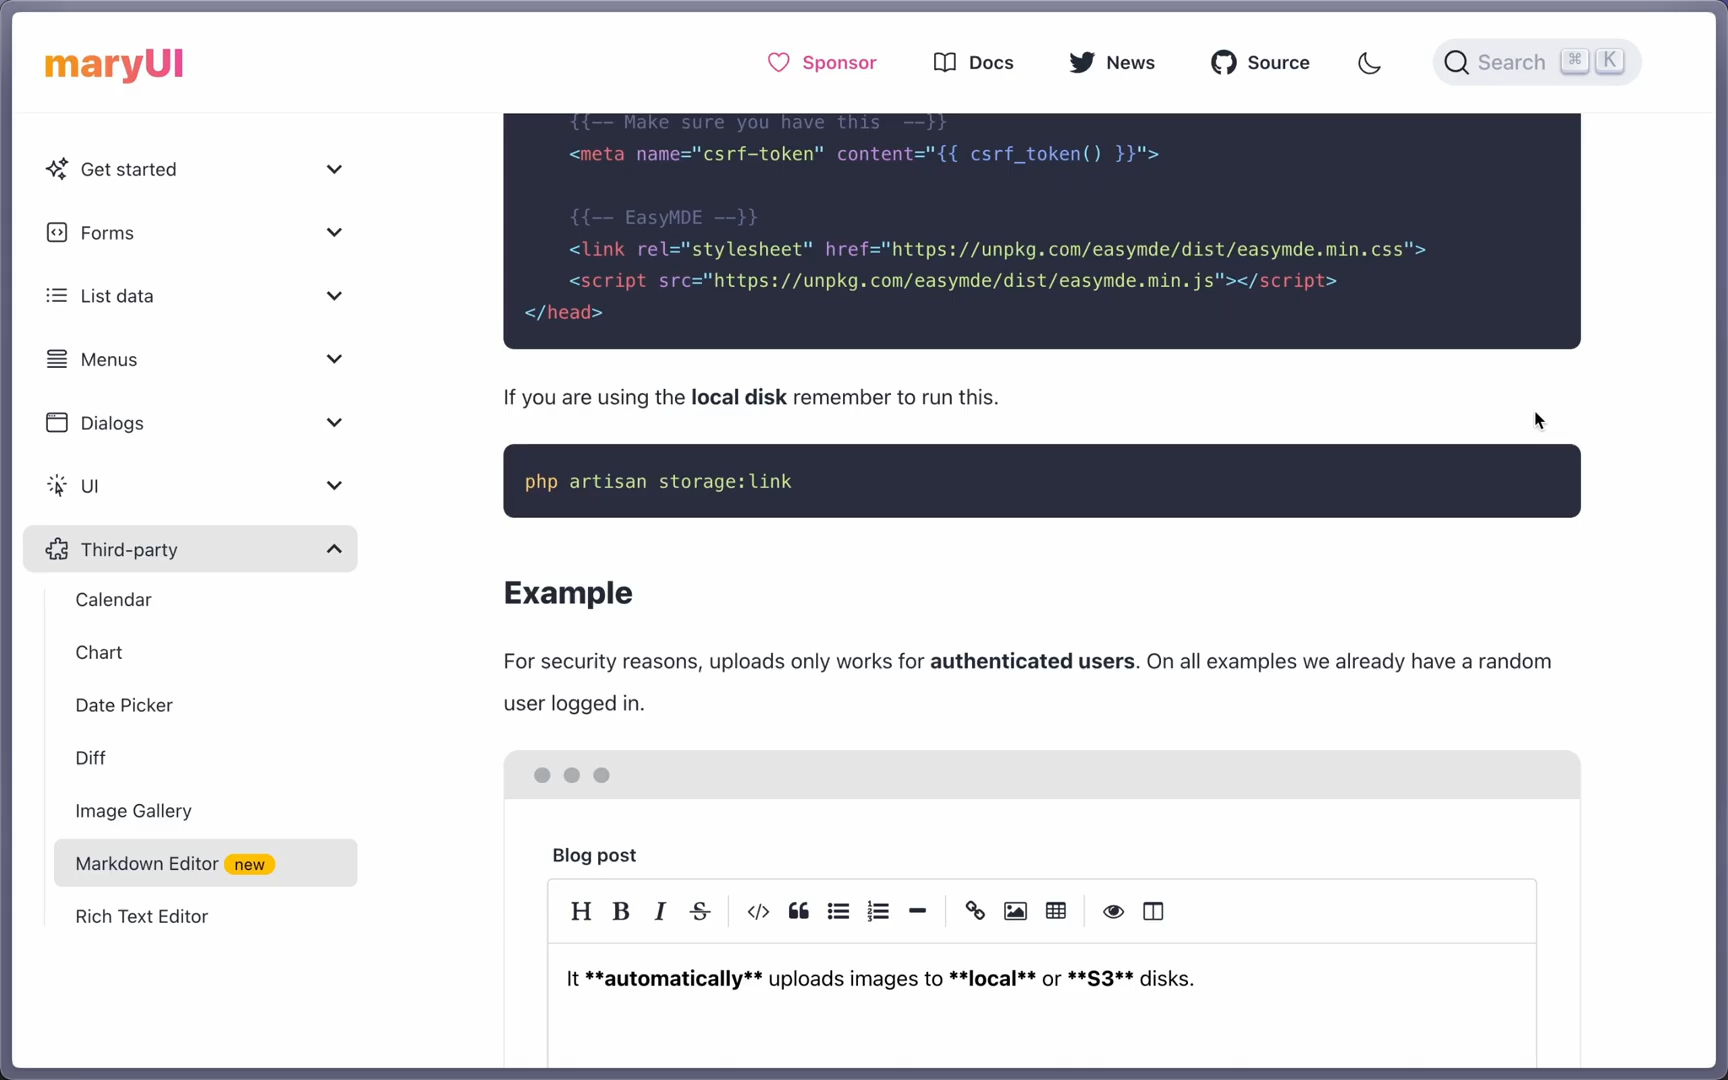 maryUI
Sponsor
Docs
News
Source
Search ⌘ K
Get started
Forms
List data
Menus
Dialogs
UI
Third-party
Calendar
Chart
Date Picker
Diff
Image Gallery
Markdown Editor new
Rich Text Editor
{{-- Make sure you have this  --}}
<meta name="csrf-token" content="{{ csrf_token() }}">
{{-- EasyMDE --}}
<link rel="stylesheet" href="https://unpkg.com/easymde/dist/easymde.min.css">
<script src="https://unpkg.com/easymde/dist/easymde.min.js"></script>
</head>
If you are using the local disk remember to run this.
php artisan storage:link
Example
For security reasons, uploads only works for authenticated users. On all examples we already have a random
user logged in.
Blog post
H B I S
It **automatically** uploads images to **local** or **S3** disks.